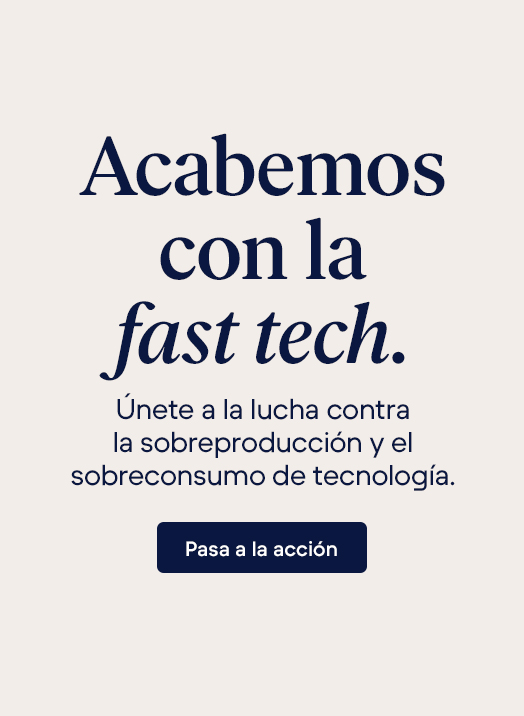 Acabemos
con la
fast tech.
Únete a la lucha contra
la sobreproducción y el
sobreconsumo de tecnología.
Pasa a la acción